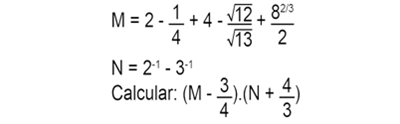 M = 2 - 1/4 + 4 - √12/√13 + 8^2/3/2
N = 2^-1 - 3^-1
Calcular: (M - 3/4).(N + 4/3)